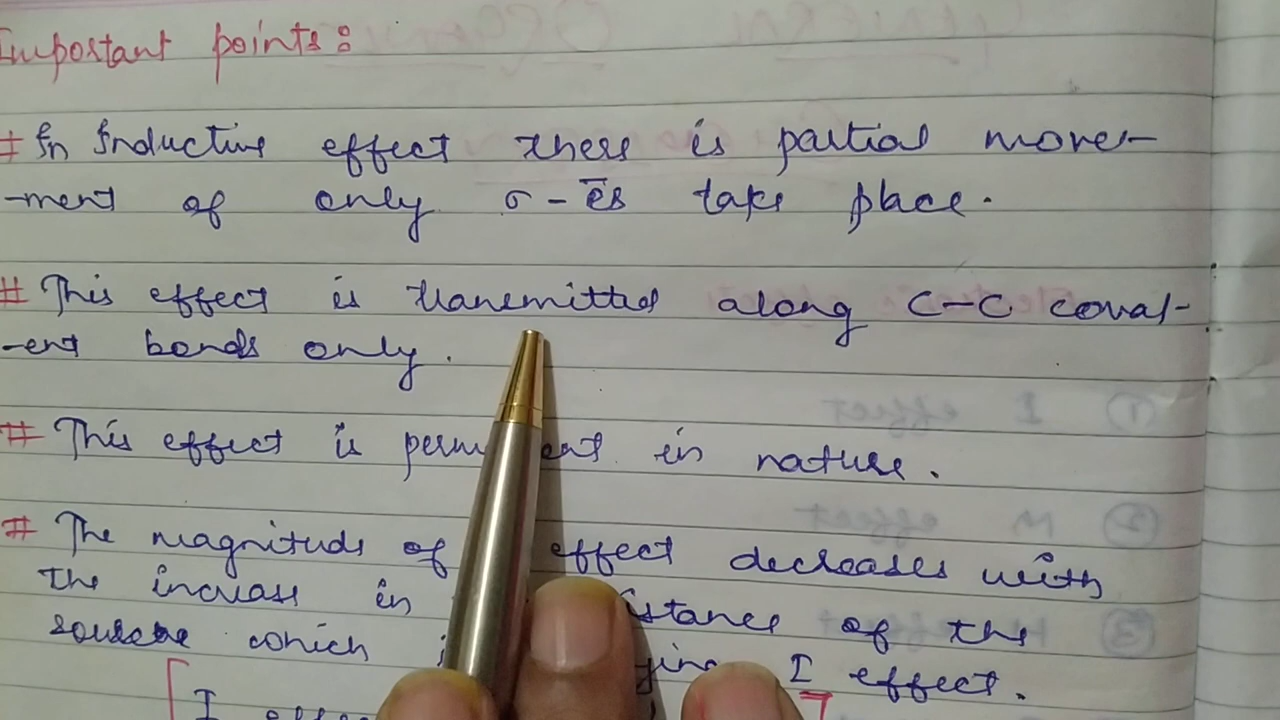 Important points:
# In Inductive effect there is partial move-
-ment of only σ - ēs take place.
# This effect is transmitted along C-C coval-
-ent bonds only.
# This effect is in nature.
# The magnitude of effect decreases with
the increase in of the
source which I effect.
I